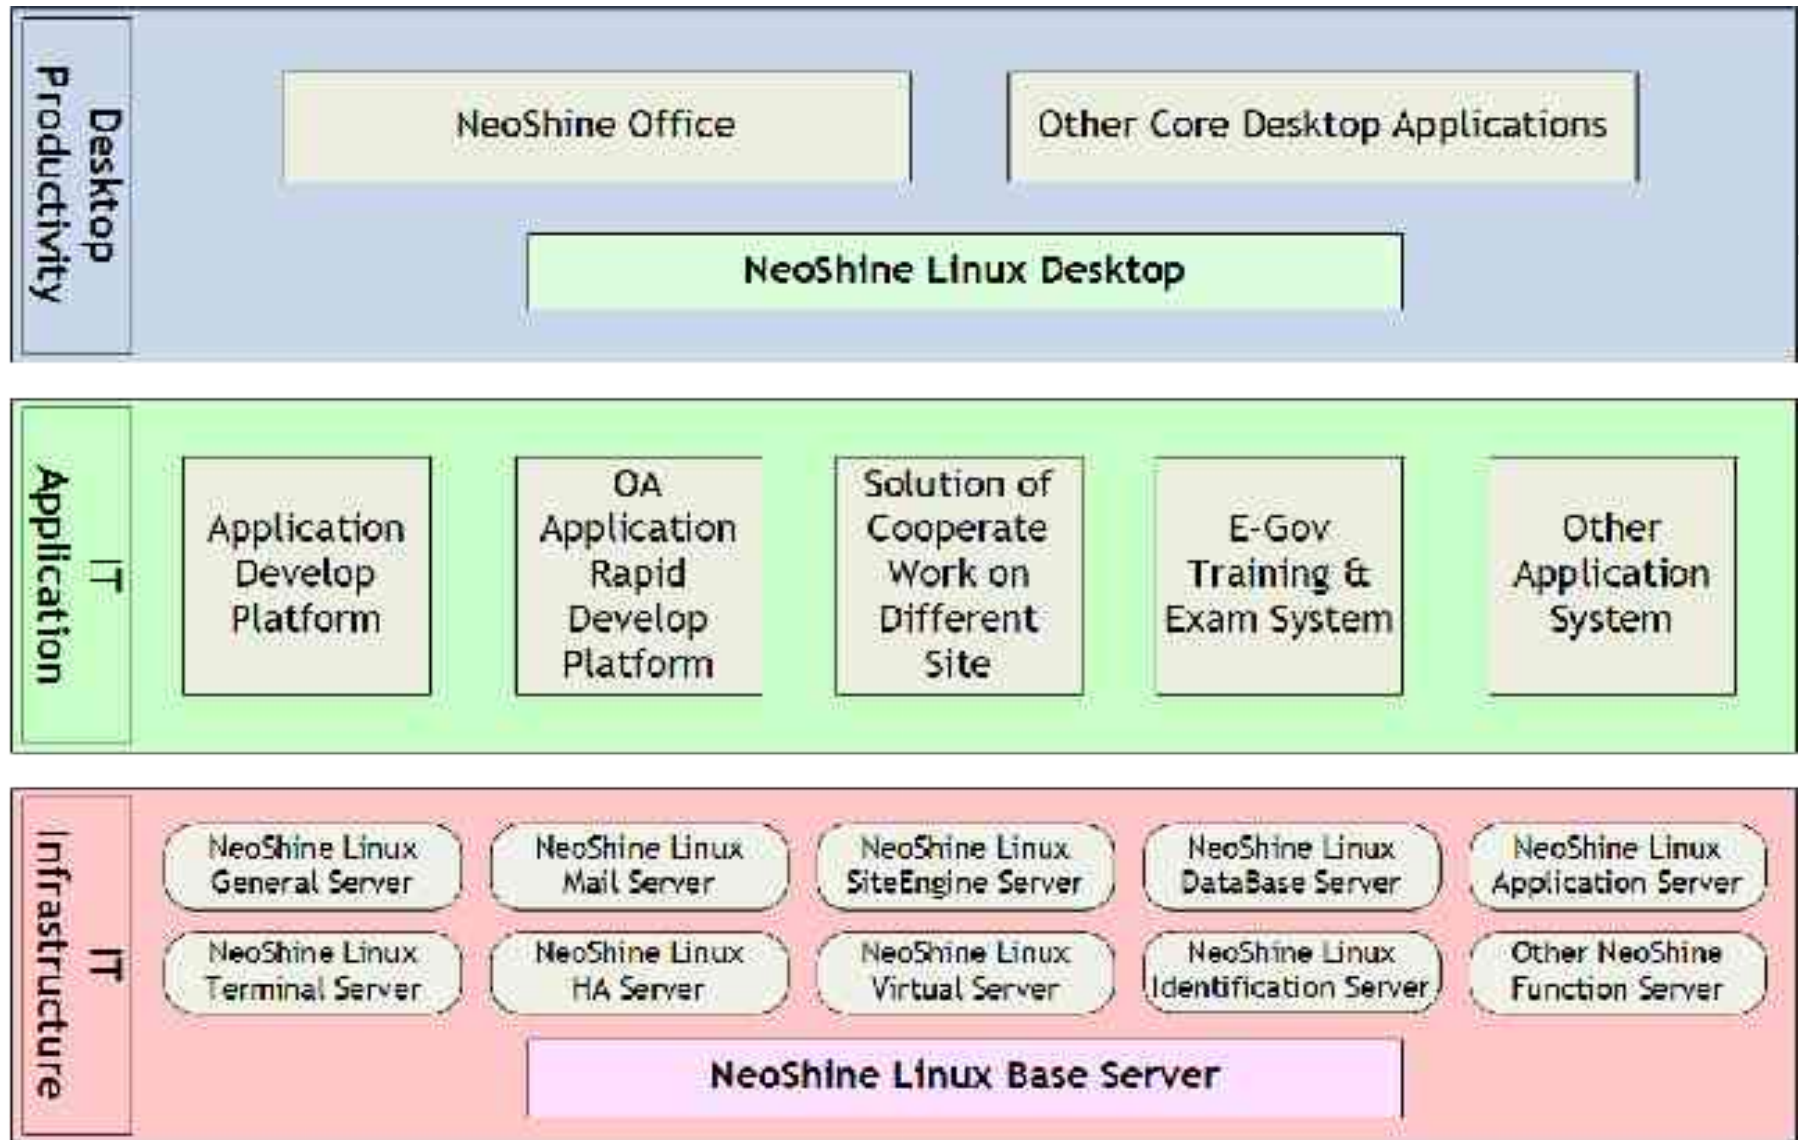 Desktop
Productivity
NeoShine Office
Other Core Desktop Applications
NeoShine Linux Desktop
IT
Application
Application
Develop
Platform
OA
Application
Rapid
Develop
Platform
Solution of
Cooperate
Work on
Different
Site
E-Gov
Training &
Exam System
Other
Application
System
IT
Infrastructure
NeoShine Linux
General Server
NeoShine Linux
Mail Server
NeoShine Linux
SiteEngine Server
NeoShine Linux
DataBase Server
NeoShine Linux
Application Server
NeoShine Linux
Terminal Server
NeoShine Linux
HA Server
NeoShine Linux
Virtual Server
NeoShine Linux
Identification Server
Other NeoShine
Function Server
NeoShine Linux Base Server